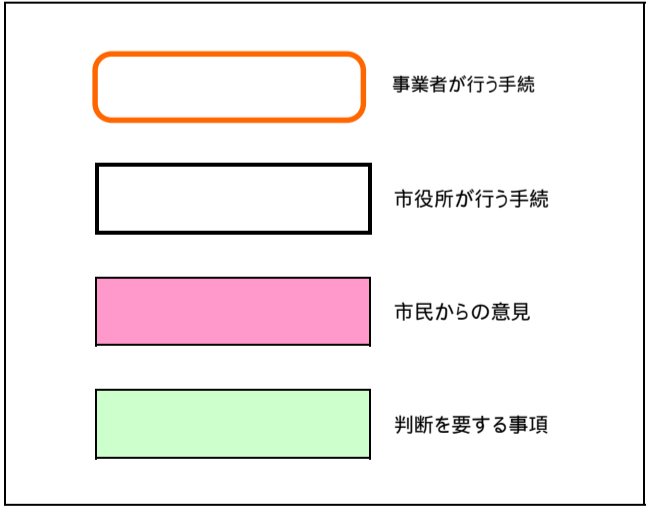 事業者が行う手続
市役所が行う手続
市民からの意見
判断を要する事項